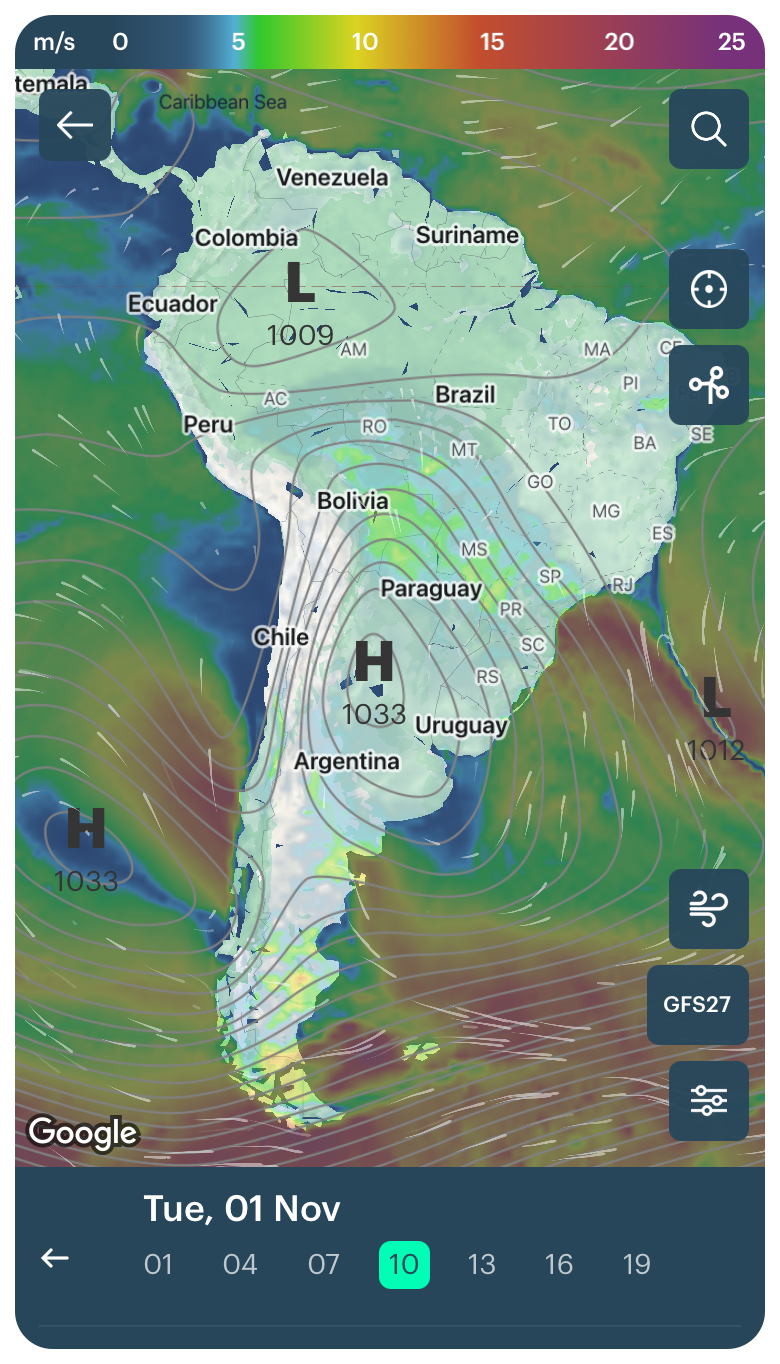 m/s 0 5 10 15 20 25
temala
Caribbean Sea
Venezuela
Colombia
Suriname
L
1009
Ecuador
AM
MA
CE
PI
AC
Brazil
Peru
RO
TO
SE
MT
BA
GO
Bolivia
MG
ES
MS
SP
RJ
Paraguay
PR
Chile
SC
H
1033
RS
L
1012
Uruguay
Argentina
H
1033
GFS27
Google
Tue, 01 Nov
01 04 07 10 13 16 19